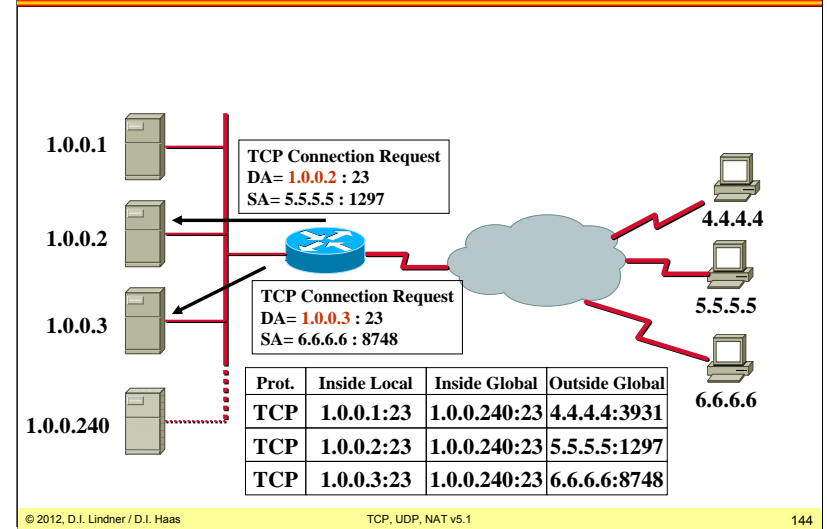 1.0.0.1
TCP Connection Request
DA= 1.0.0.2 : 23
SA= 5.5.5.5 : 1297
4.4.4.4
1.0.0.2
TCP Connection Request
DA= 1.0.0.3 : 23
SA= 6.6.6.6 : 8748
5.5.5.5
1.0.0.3
6.6.6.6
1.0.0.240
Prot. Inside Local Inside Global Outside Global
TCP 1.0.0.1:23 1.0.0.240:23 4.4.4.4:3931
TCP 1.0.0.2:23 1.0.0.240:23 5.5.5.5:1297
TCP 1.0.0.3:23 1.0.0.240:23 6.6.6.6:8748
© 2012, D.I. Lindner / D.I. Haas TCP, UDP, NAT v5.1 144